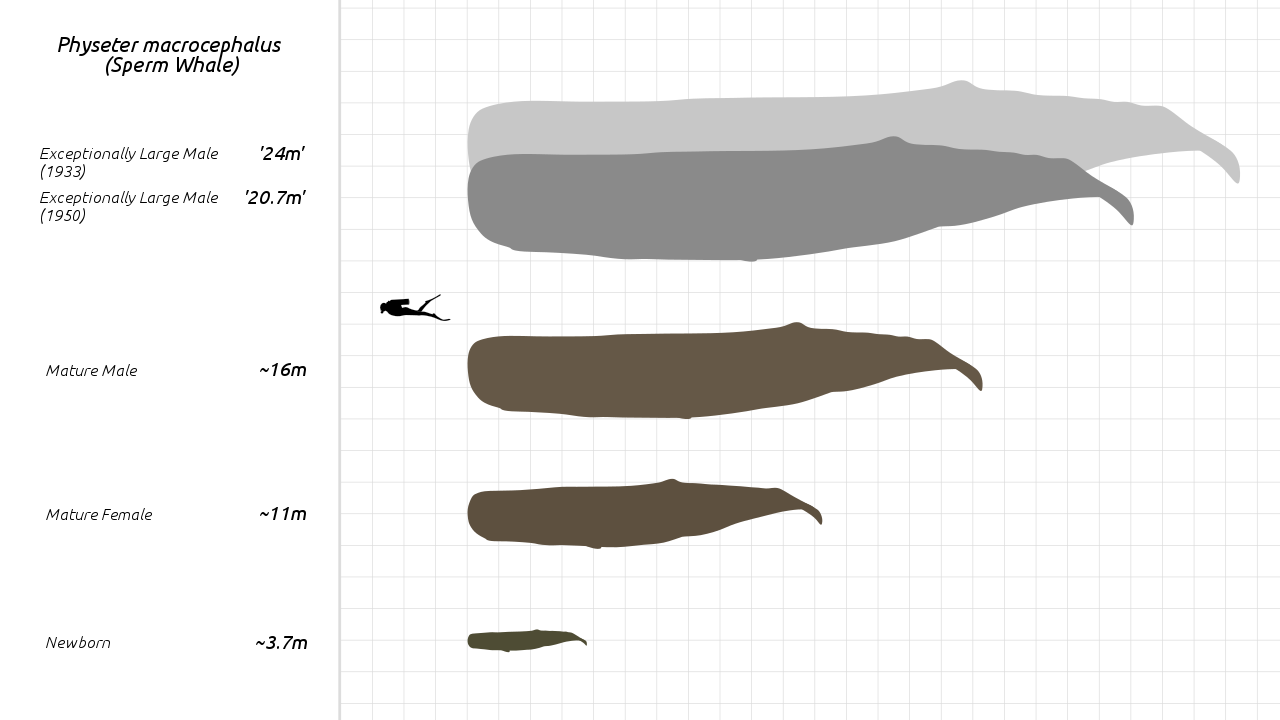 Physeter macrocephalus
(Sperm Whale)
Exceptionally Large Male '24m'
(1933)
Exceptionally Large Male '20.7m'
(1950)
Mature Male ~16m
Mature Female ~11m
Newborn ~3.7m